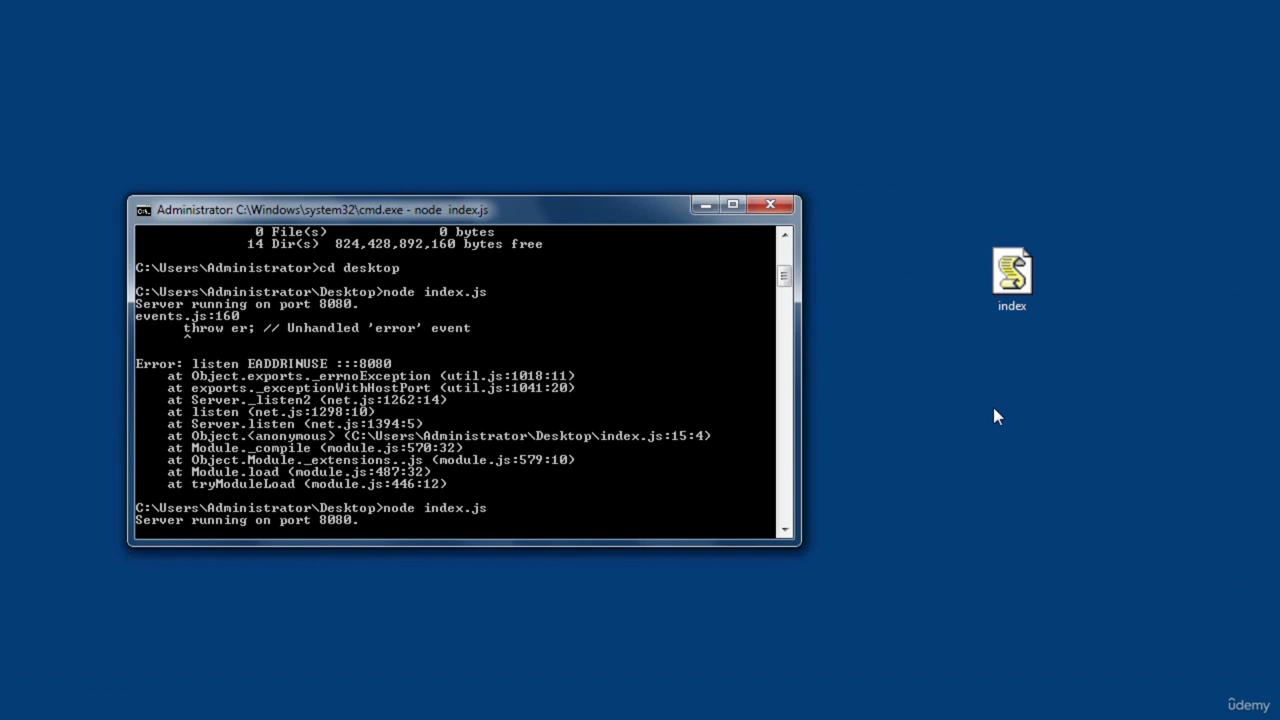 Administrator: C:\Windows\system32\cmd.exe - node index.js
0 File(s) 0 bytes
14 Dir(s) 824,428,892,160 bytes free
C:\Users\Administrator>cd desktop
C:\Users\Administrator\Desktop>node index.js
Server running on port 8080.
events.js:160
throw er; // Unhandled 'error' event
^
Error: listen EADDRINUSE :::8080
at Object.exports._errnoException (util.js:1018:11)
at exports._exceptionWithHostPort (util.js:1041:20)
at Server._listen2 (net.js:1262:14)
at listen (net.js:1298:10)
at Server.listen (net.js:1394:5)
at Object.<anonymous> (C:\Users\Administrator\Desktop\index.js:15:4)
at Module._compile (module.js:570:32)
at Object.Module._extensions..js (module.js:579:10)
at Module.load (module.js:487:32)
at tryModuleLoad (module.js:446:12)
C:\Users\Administrator\Desktop>node index.js
Server running on port 8080.
index
ûdemy